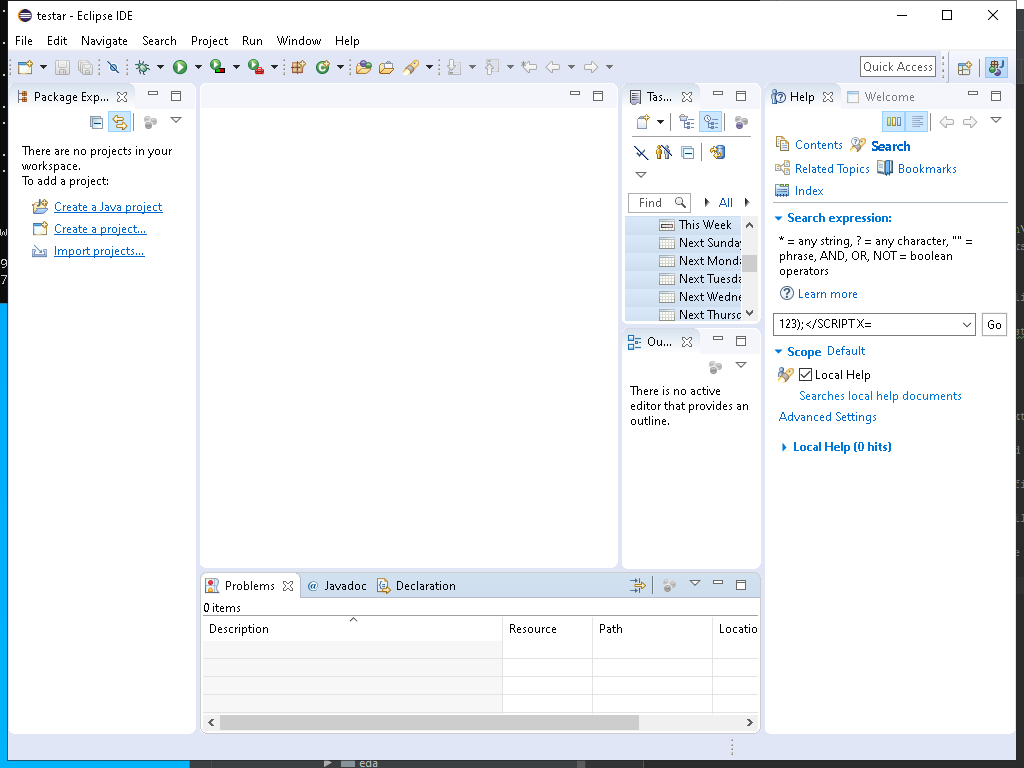 testar - Eclipse IDE
File Edit Navigate Search Project Run Window Help
Quick Access
Package Exp...
There are no projects in your
workspace.
To add a project:
Create a Java project
Create a project...
Import projects...
Tas...
Find
All
This Week
Next Sunday
Next Monda
Next Tuesda
Next Wedne
Next Thursd
Ou...
There is no active
editor that provides an
outline.
Help Welcome
Contents Search
Related Topics Bookmarks
Index
Search expression:
* = any string, ? = any character, "" =
phrase, AND, OR, NOT = boolean
operators
Learn more
123);</SCRIPTX= Go
Scope Default
Local Help
Searches local help documents
Advanced Settings
Local Help (0 hits)
Problems @ Javadoc Declaration
0 items
Description Resource Path Locatio
eda